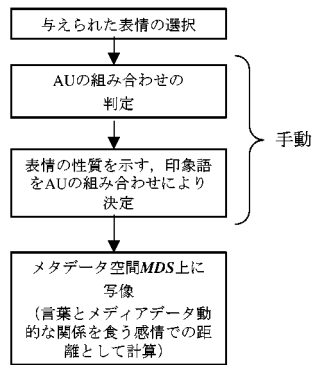 与えられた表情の選択
AUの組み合わせの
判定
手動
表情の性質を示す，印象語
をAUの組み合わせにより
決定
メタデータ空間MDS上に
写像
（言葉とメディアデータ動
的な関係を食う感情での距
離として計算）